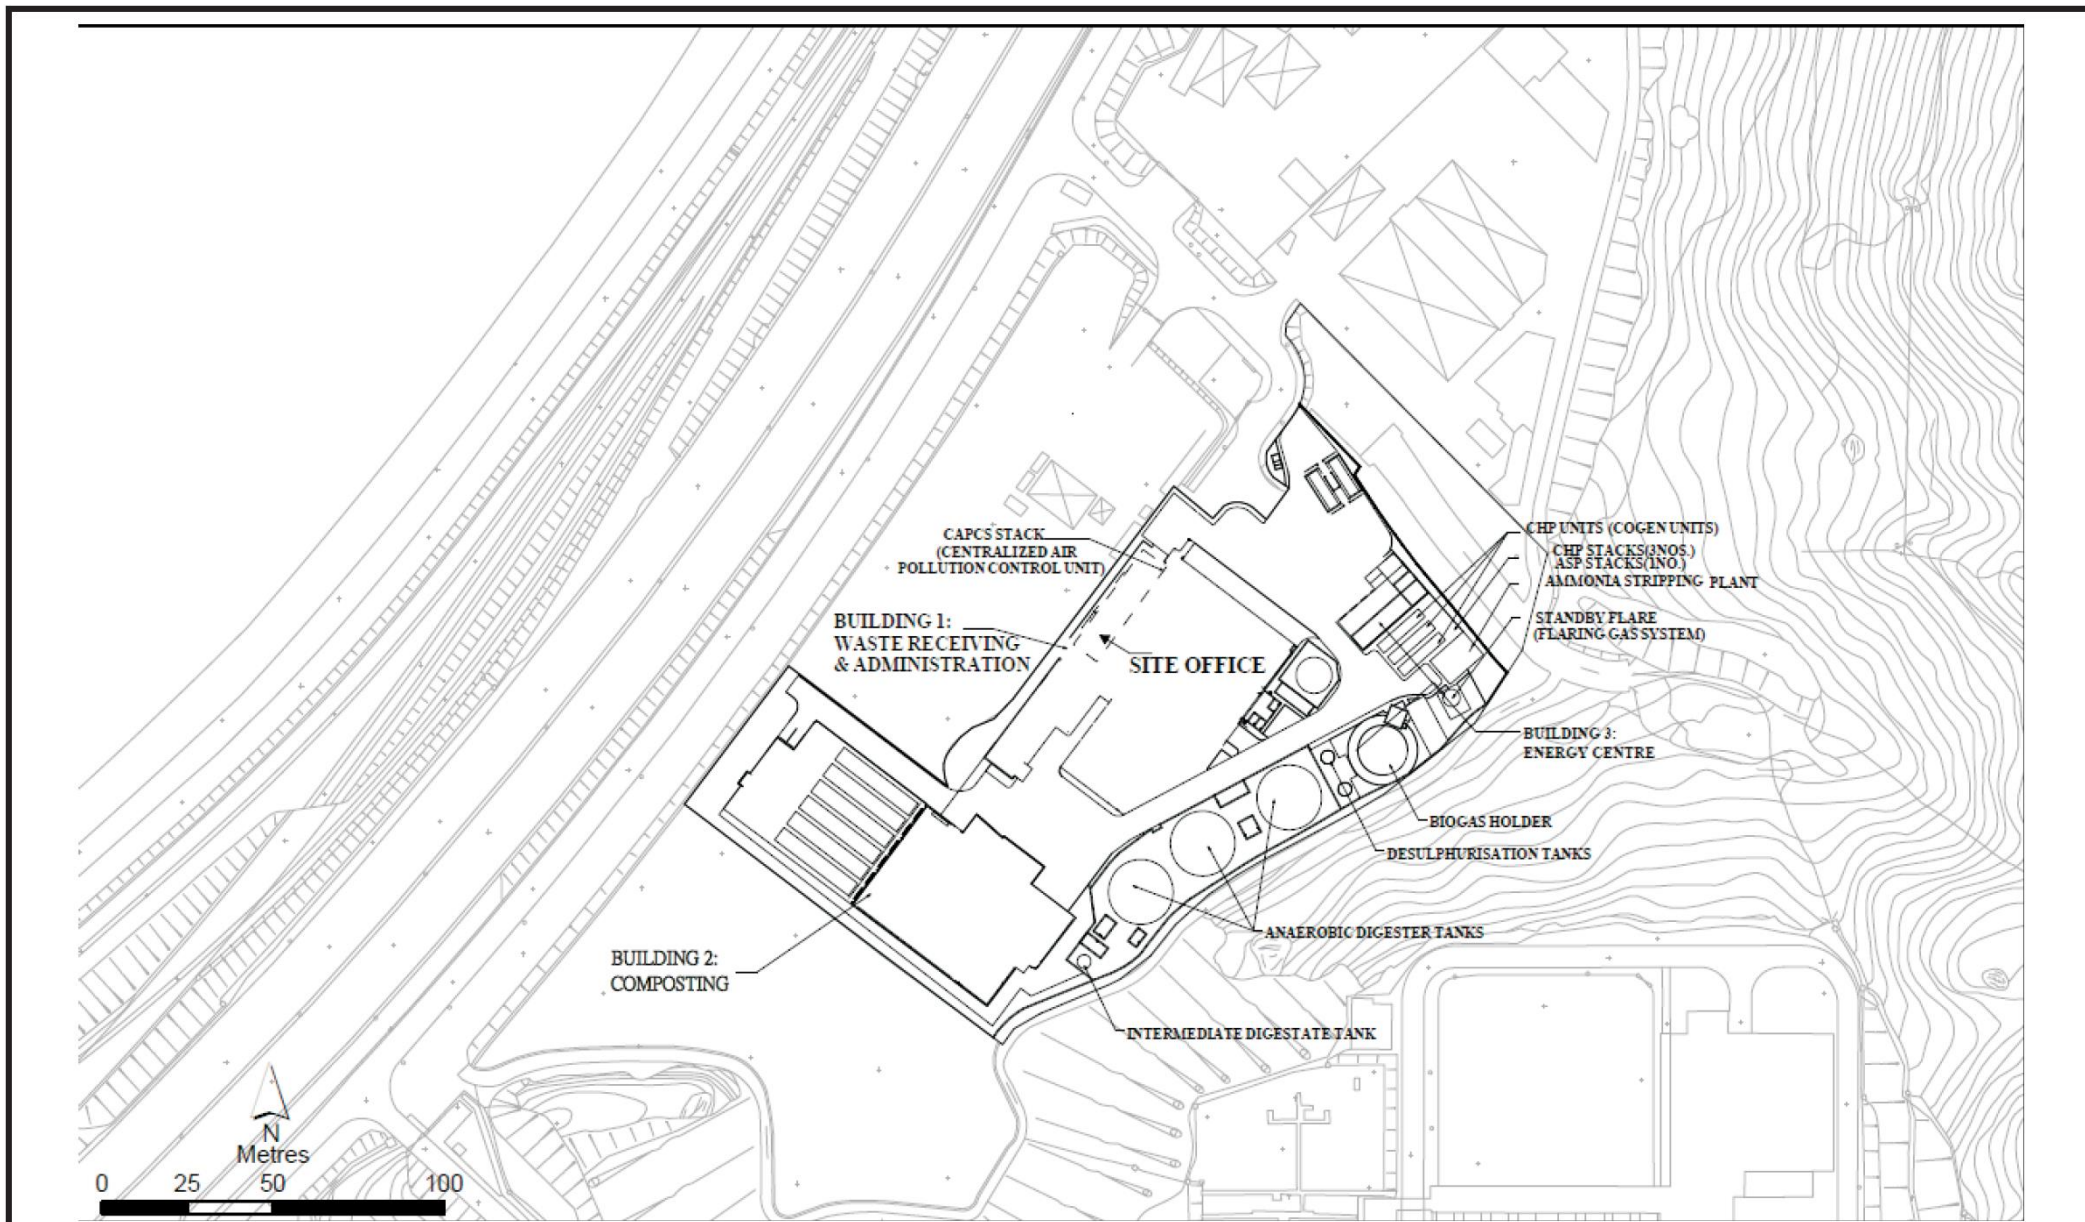 CAPCS STACK
(CENTRALIZED AIR
POLLUTION CONTROL UNIT)
BUILDING 1:
WASTE RECEIVING
& ADMINISTRATION
SITE OFFICE
CHP UNITS (COGEN UNITS)
CHP STACKS(3NOS.)
ASP STACKS(1NO.)
AMMONIA STRIPPING PLANT
STANDBY FLARE
(FLARING GAS SYSTEM)
BUILDING 3:
ENERGY CENTRE
BIOGAS HOLDER
DESULPHURISATION TANKS
ANAEROBIC DIGESTER TANKS
BUILDING 2:
COMPOSTING
INTERMEDIATE DIGESTATE TANK
N
Metres
0 25 50 100